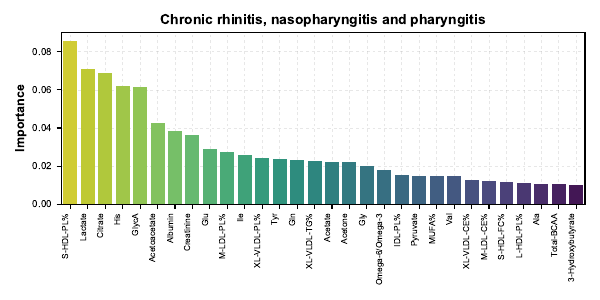 Chronic rhinitis, nasopharyngitis and pharyngitis
Importance
0.08
0.06
0.04
0.02
0.00
S-HDL-PL%
Lactate
Citrate
His
GlycA
Acetoacetate
Albumin
Creatinine
Glu
M-LDL-PL%
Ile
XL-VLDL-PL%
Tyr
Gln
XL-VLDL-TG%
Acetate
Acetone
Gly
Omega-6/Omega-3
IDL-PL%
Pyruvate
MUFA%
Val
XL-VLDL-CE%
M-LDL-CE%
S-HDL-FC%
L-HDL-PL%
Ala
Total-BCAA
3-Hydroxybutyrate